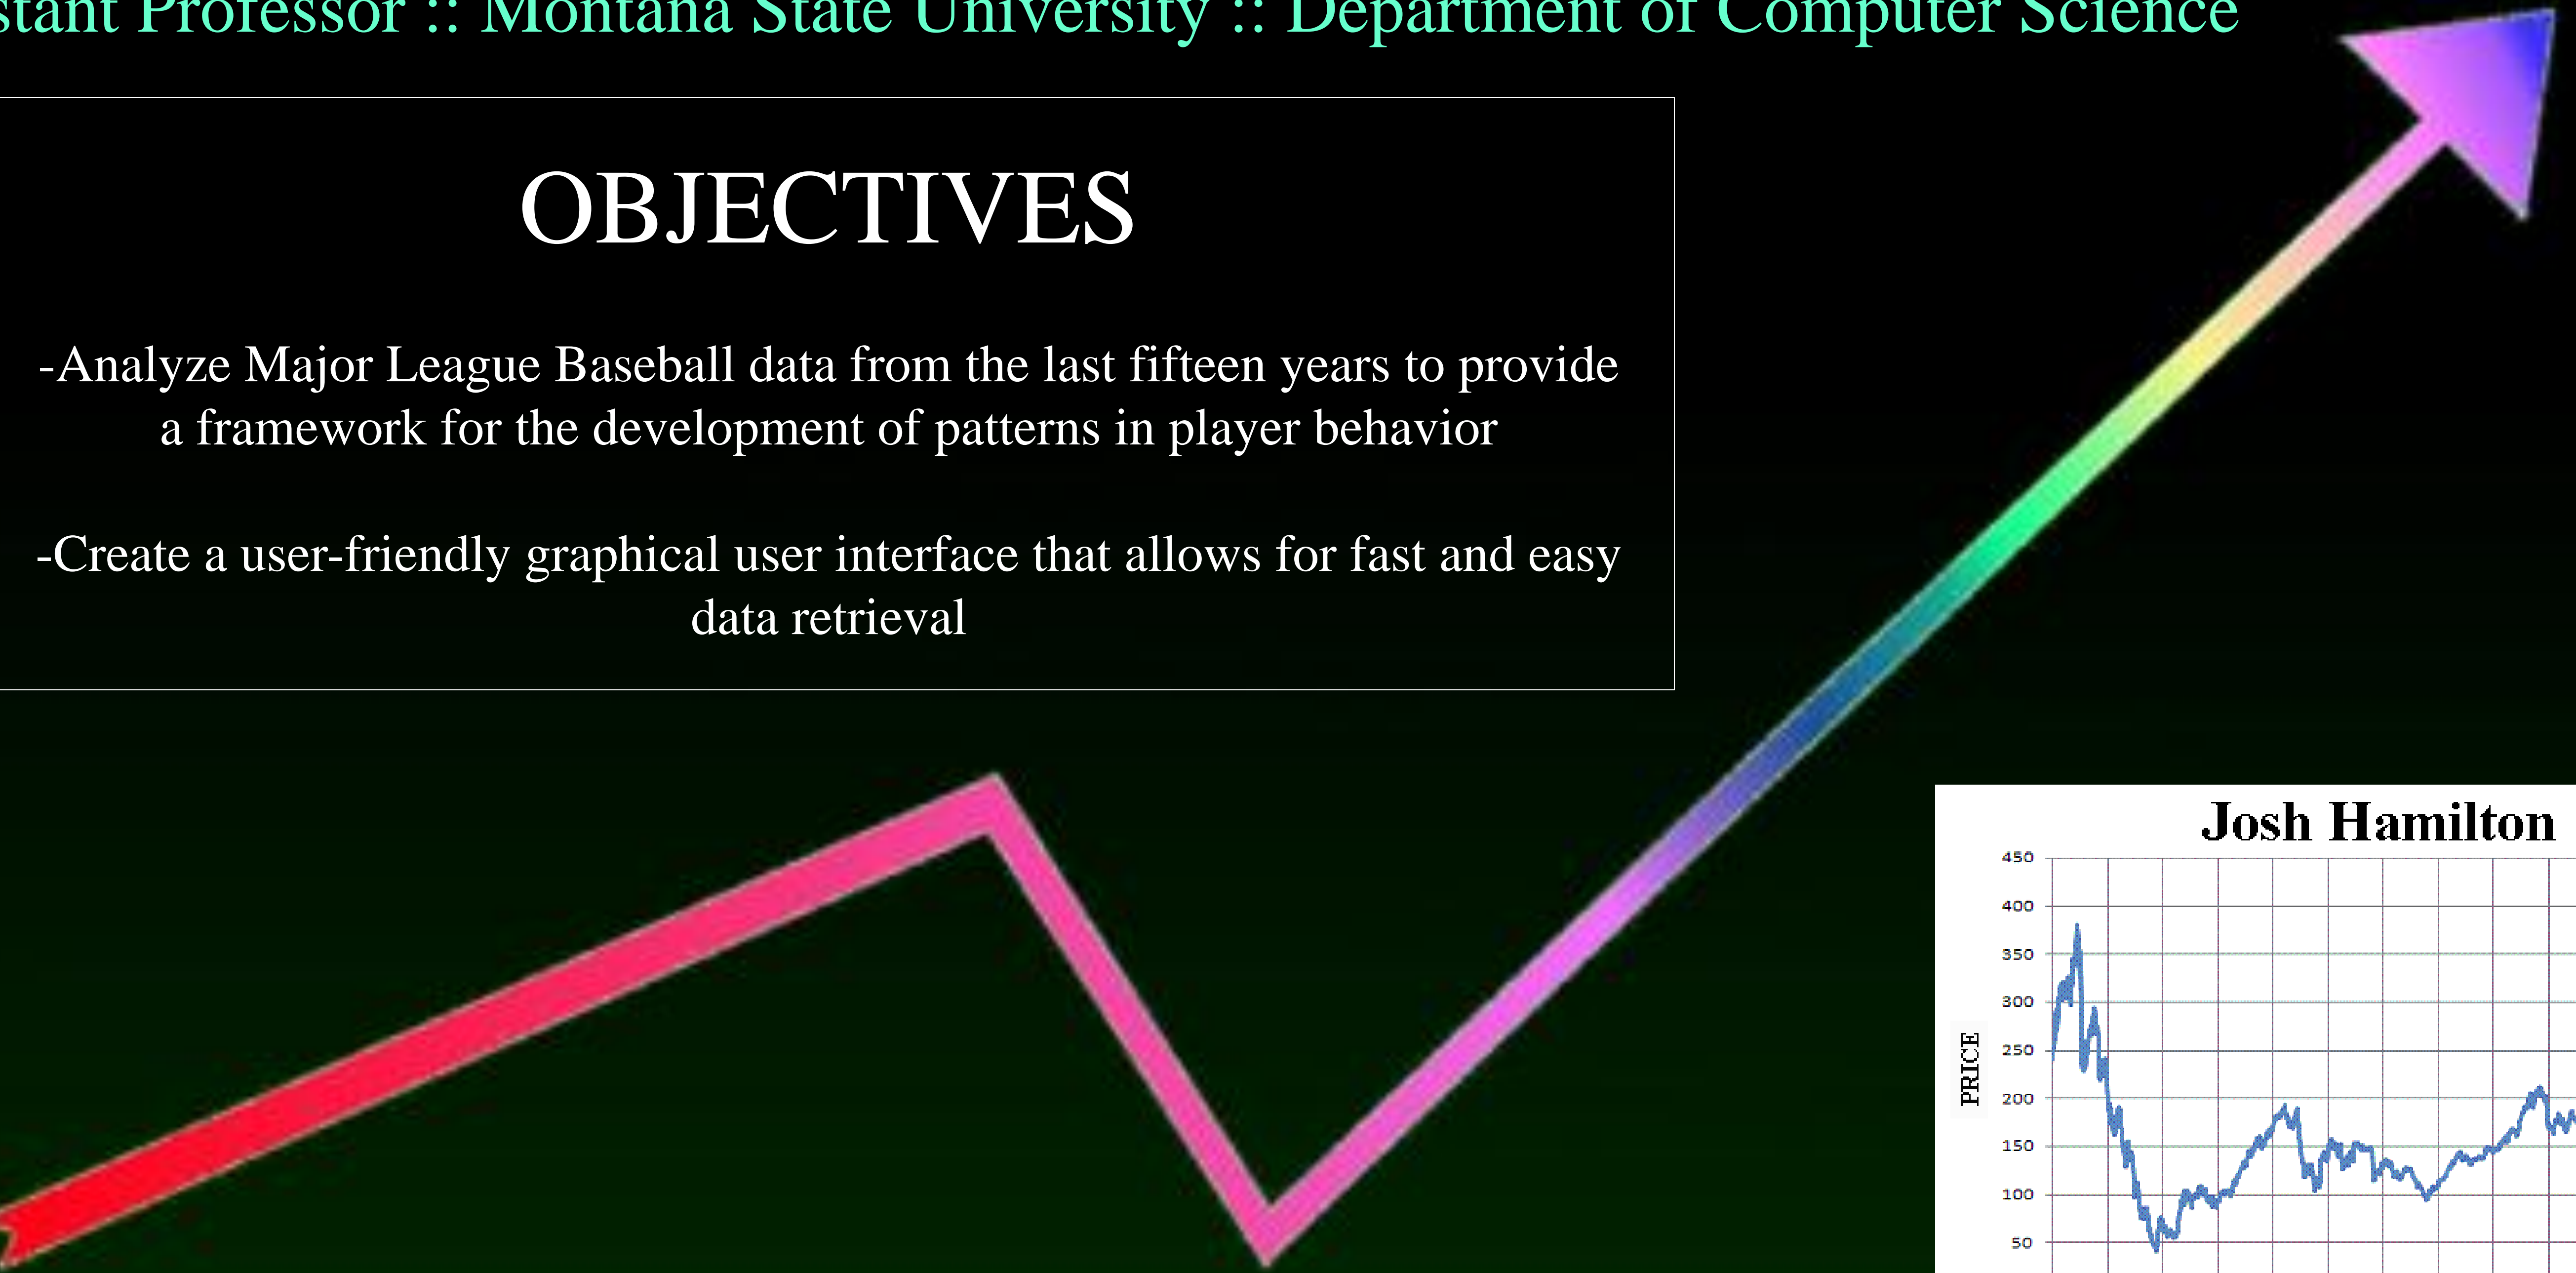 stant Professor :: Montana State University :: Department of Computer Science
OBJECTIVES
-Analyze Major League Baseball data from the last fifteen years to provide
a framework for the development of patterns in player behavior
-Create a user-friendly graphical user interface that allows for fast and easy
data retrieval
Josh Hamilton
450
400
350
300
250
200
150
100
50
PRICE